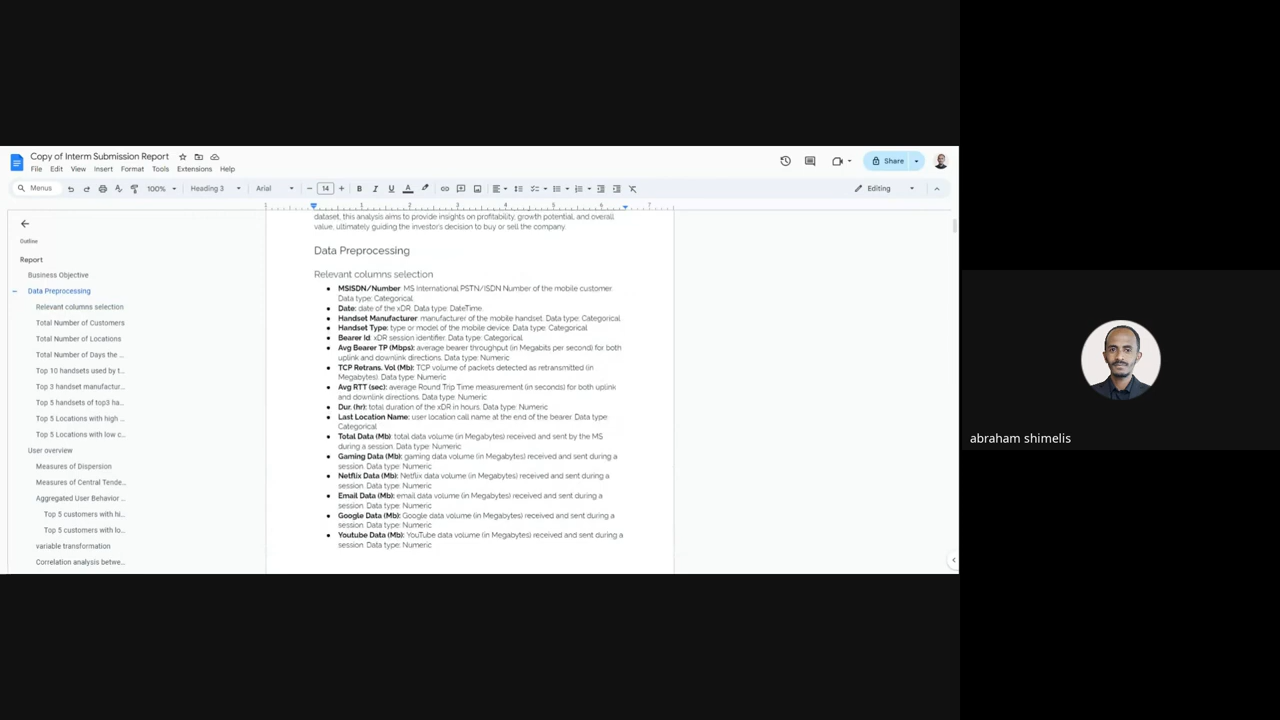 Copy of Interm Submission Report
File Edit View Insert Format Tools Extensions Help
Share
Menus 100% Heading 3 Arial 14 Editing
1 1 2 3 4 5 6 7
Outline
Report
Business Objective
Data Preprocessing
Relevant columns selection
Total Number of Customers
Total Number of Locations
Total Number of Days the ...
Top 10 handsets used by t...
Top 3 handset manufactur...
Top 5 handsets of top3 ha...
Top 5 Locations with high ...
Top 5 Locations with low c...
User overview
Measures of Dispersion
Measures of Central Tende...
Aggregated User Behavior ...
Top 5 customers with hi...
Top 5 customers with lo...
variable transformation
Correlation analysis betwe...
dataset, this analysis aims to provide insights on profitability, growth potential, and overall
value, ultimately guiding the investor's decision to buy or sell the company.
Data Preprocessing
Relevant columns selection
● MSISDN/Number: MS International PSTN/ISDN Number of the mobile customer.
Data type: Categorical.
● Date: date of the xDR. Data type: DateTime.
● Handset Manufacturer: manufacturer of the mobile handset. Data type: Categorical.
● Handset Type: type or model of the mobile device. Data type: Categorical
● Bearer Id: xDR session identifier. Data type: Categorical.
● Avg Bearer TP (Mbps): average bearer throughput (in Megabits per second) for both
uplink and downlink directions. Data type: Numeric
● TCP Retrans. Vol (Mb): TCP volume of packets detected as retransmitted (in
Megabytes). Data type: Numeric
● Avg RTT (sec): average Round Trip Time measurement (in seconds) for both uplink
and downlink directions. Data type: Numeric
● Dur. (hr): total duration of the xDR in hours. Data type: Numeric
● Last Location Name: user location call name at the end of the bearer. Data type:
Categorical
● Total Data (Mb): total data volume (in Megabytes) received and sent by the MS
during a session. Data type: Numeric
● Gaming Data (Mb): gaming data volume (in Megabytes) received and sent during a
session. Data type: Numeric
● Netflix Data (Mb): Netflix data volume (in Megabytes) received and sent during a
session. Data type: Numeric
● Email Data (Mb): email data volume (in Megabytes) received and sent during a
session. Data type: Numeric
● Google Data (Mb): Google data volume (in Megabytes) received and sent during a
session. Data type: Numeric
● Youtube Data (Mb): YouTube data volume (in Megabytes) received and sent during a
session. Data type: Numeric
abraham shimelis